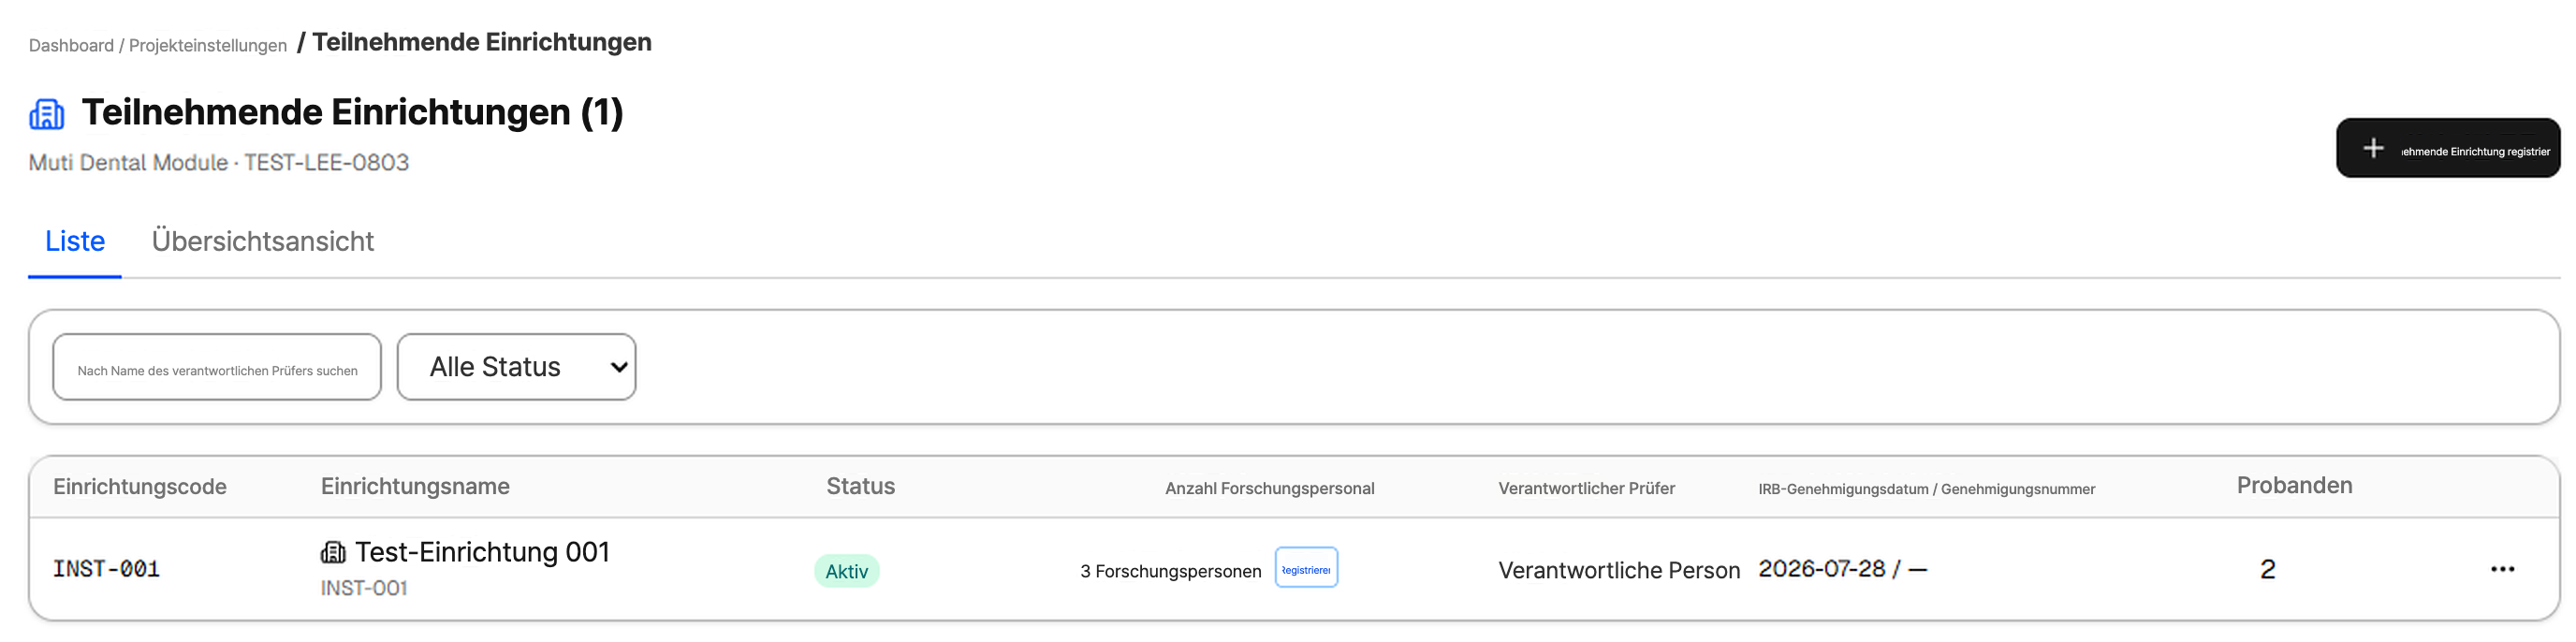 Dashboard / Projekteinstellungen / Teilnehmende Einrichtungen
Teilnehmende Einrichtungen (1)
Muti Dental Module · TEST-LEE-0803
+ ehmende Einrichtung registrier
Liste Übersichtsansicht
Nach Name des verantwortlichen Prüfers suchen Alle Status
Einrichtungscode Einrichtungsname Status Anzahl Forschungspersonal Verantwortlicher Prüfer IRB-Genehmigungsdatum / Genehmigungsnummer Probanden
INST-001 Test-Einrichtung 001 Aktiv 3 Forschungspersonen Registrieren Verantwortliche Person 2026-07-28 / — 2 ...
INST-001